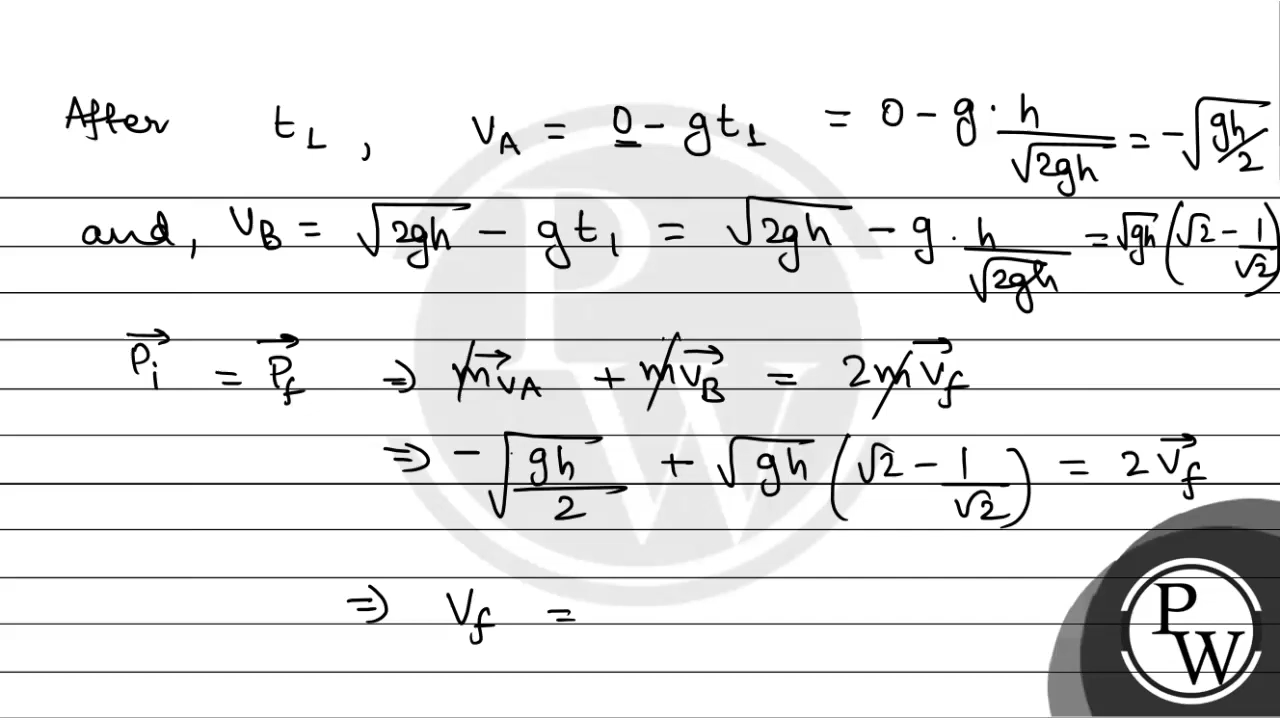 After t₁, v_A = 0 - gt₁ = 0 - g · h/√(2gh) = -√(gh/2)
and, v_B = √(2gh) - gt₁ = √(2gh) - g · h/√(2gh) = √(gh) (√2 - 1/√2)
P⃗_i = P⃗_f ⇒ mv⃗_A + mv⃗_B = 2mv⃗_f
⇒ -√(gh/2) + √(gh) (√2 - 1/√2) = 2v⃗_f
⇒ v_f =
P
W
P
W